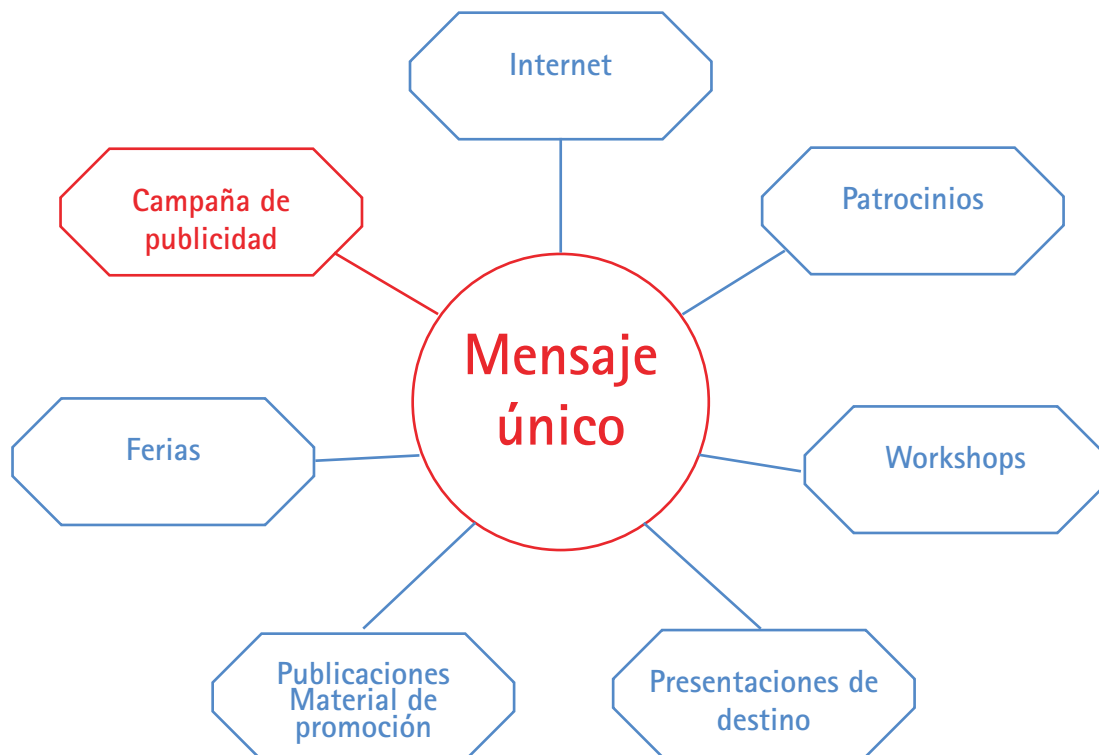 Internet
Campaña de
publicidad
Patrocinios
Mensaje
único
Ferias
Workshops
Publicaciones
Material de
promoción
Presentaciones de
destino